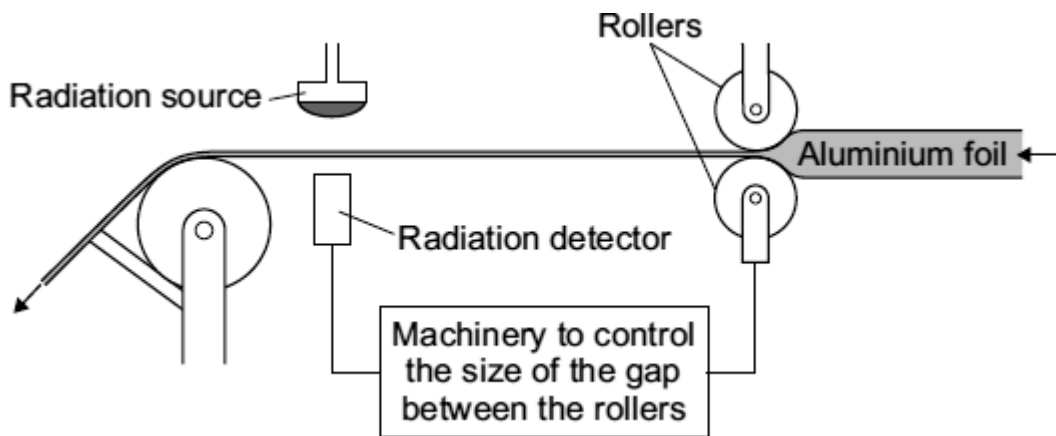 Rollers
Radiation source
Aluminium foil
Radiation detector
Machinery to control
the size of the gap
between the rollers